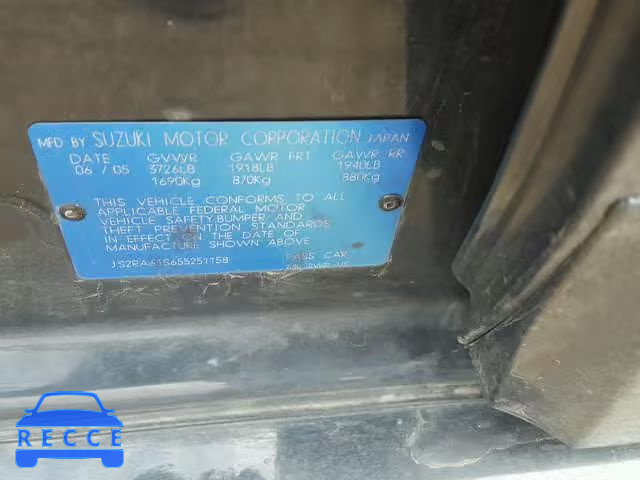 MFD BY SUZUKI MOTOR CORPORATION JAPAN
DATE GVWR GAWR FRT GAWR RR
06 / 05 3726LB 1918LB 1940LB
1690Kg 870Kg 880Kg
THIS VEHICLE CONFORMS TO ALL
APPLICABLE FEDERAL MOTOR
VEHICLE SAFETY,BUMPER AND
THEFT PREVENTION STANDARDS
IN EFFECT ON THE DATE OF
MANUFACTURE SHOWN ABOVE
PASS CAR
RECCE